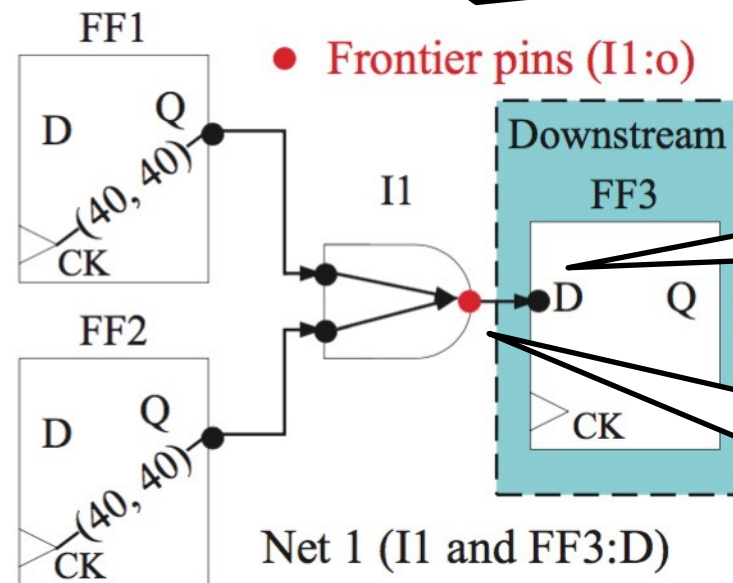 FF1
Frontier pins (I1:o)
D
Q
(40, 40)
CK
I1
Downstream
FF3
D
Q
CK
FF2
D
Q
(40, 40)
CK
Net 1 (I1 and FF3:D)